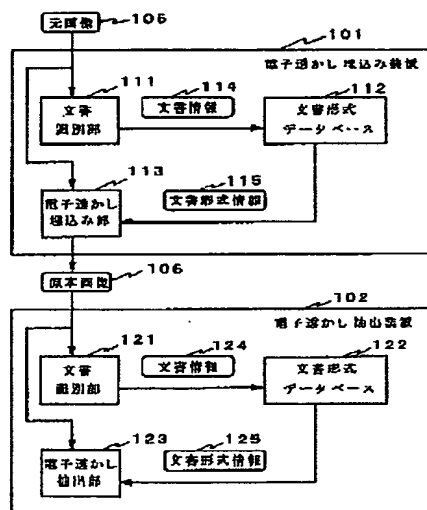 105
元画像
101
電子透かし埋込み装置
111
114
112
文書
識別部
文書情報
文書形式
データベース
113
115
電子透かし
埋込み部
文書形式情報
106
原本画像
102
電子透かし抽出装置
121
124
122
文書
識別部
文書情報
文書形式
データベース
123
125
電子透かし
抽出部
文書形式情報